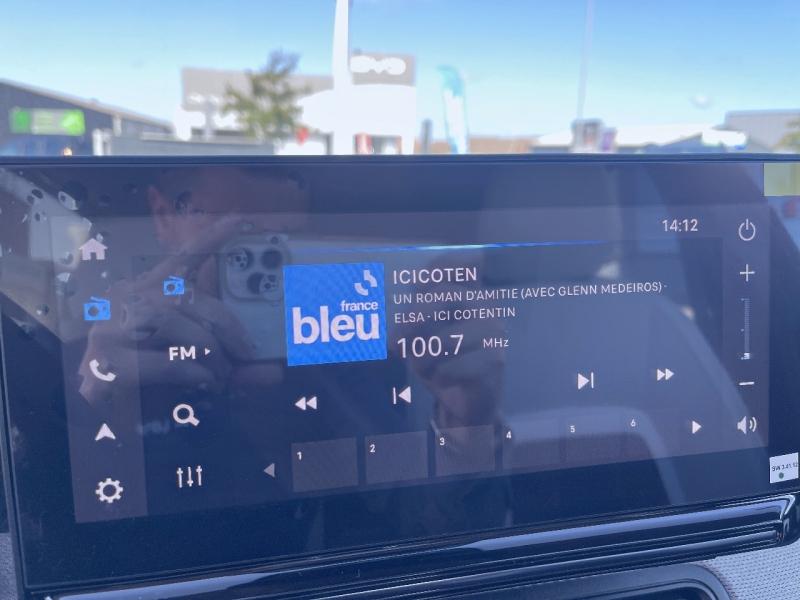 BYD
14:12
france
bleu
ICICOTEN
UN ROMAN D'AMITIE (AVEC GLENN MEDEIROS) ·
ELSA · ICI COTENTIN
100.7 MHz
FM
1 2 3 4 5 6